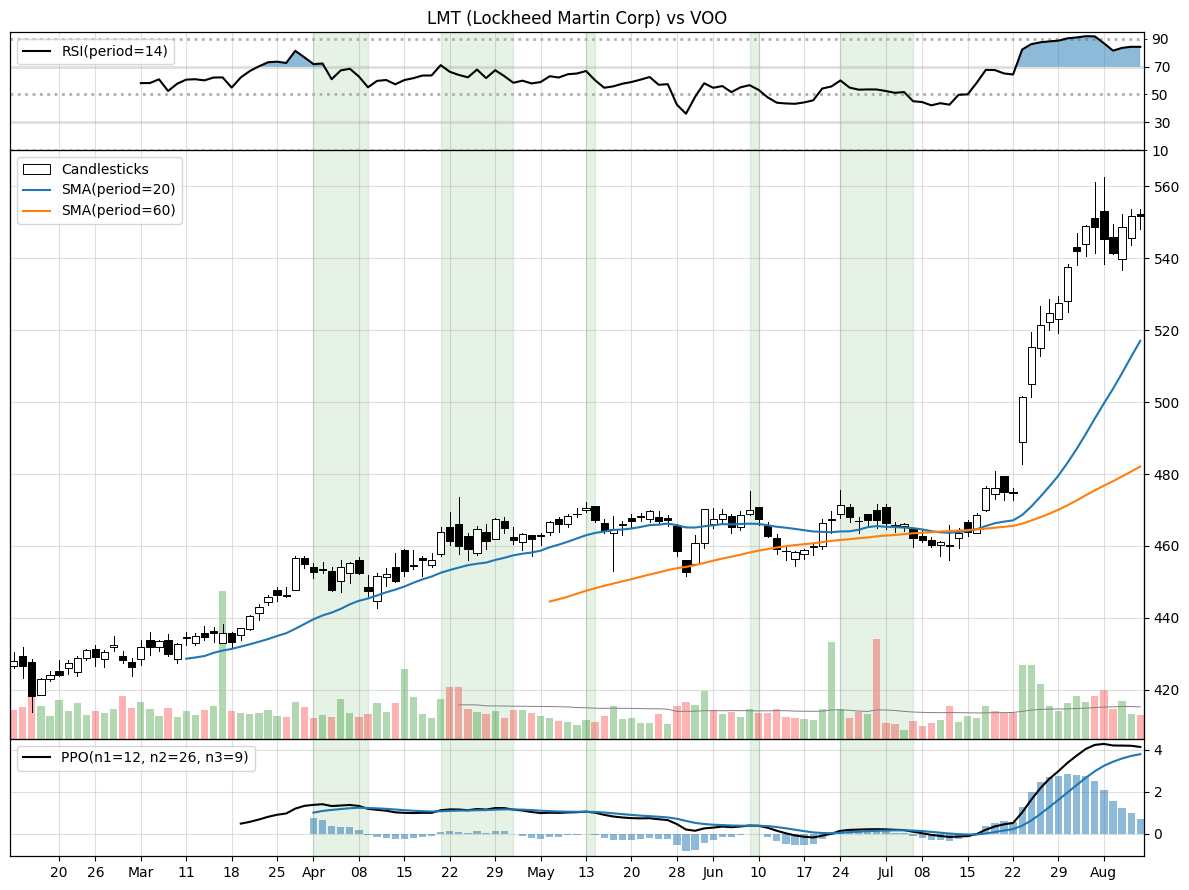 LMT (Lockheed Martin Corp) vs VOO
RSI(period=14)
90
70
50
30
10
Candlesticks
SMA(period=20)
SMA(period=60)
560
540
520
500
480
460
440
420
PPO(n1=12, n2=26, n3=9)
4
2
0
20 26 Mar 11 18 25 Apr 08 15 22 29 May 13 20 28 Jun 10 17 24 Jul 08 15 22 29 Aug